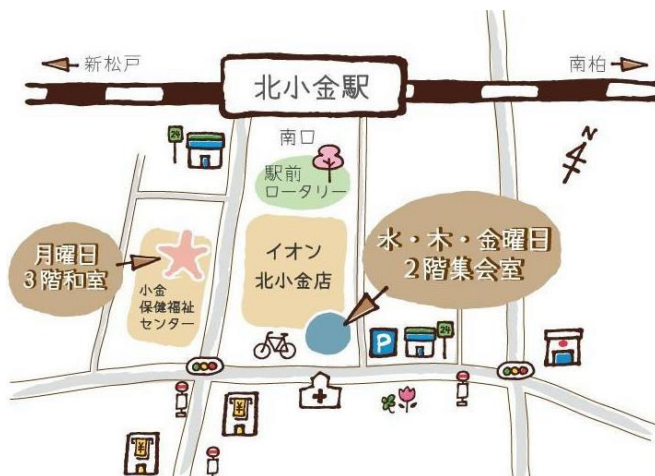 新松戸
北小金駅
南柏
N
南口
駅前
ロータリー
24
月曜日
3階和室
小金
保健福祉
センター
イオン
北小金店
水・木・金曜日
2階集会室
P
24
¥
¥